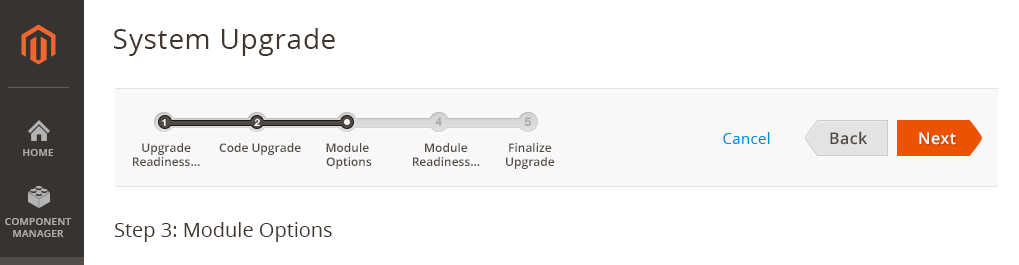 System Upgrade
1 2 4 5
Upgrade Readiness... Code Upgrade Module Options Module Readiness... Finalize Upgrade
Cancel Back Next
HOME
COMPONENT
MANAGER
Step 3: Module Options